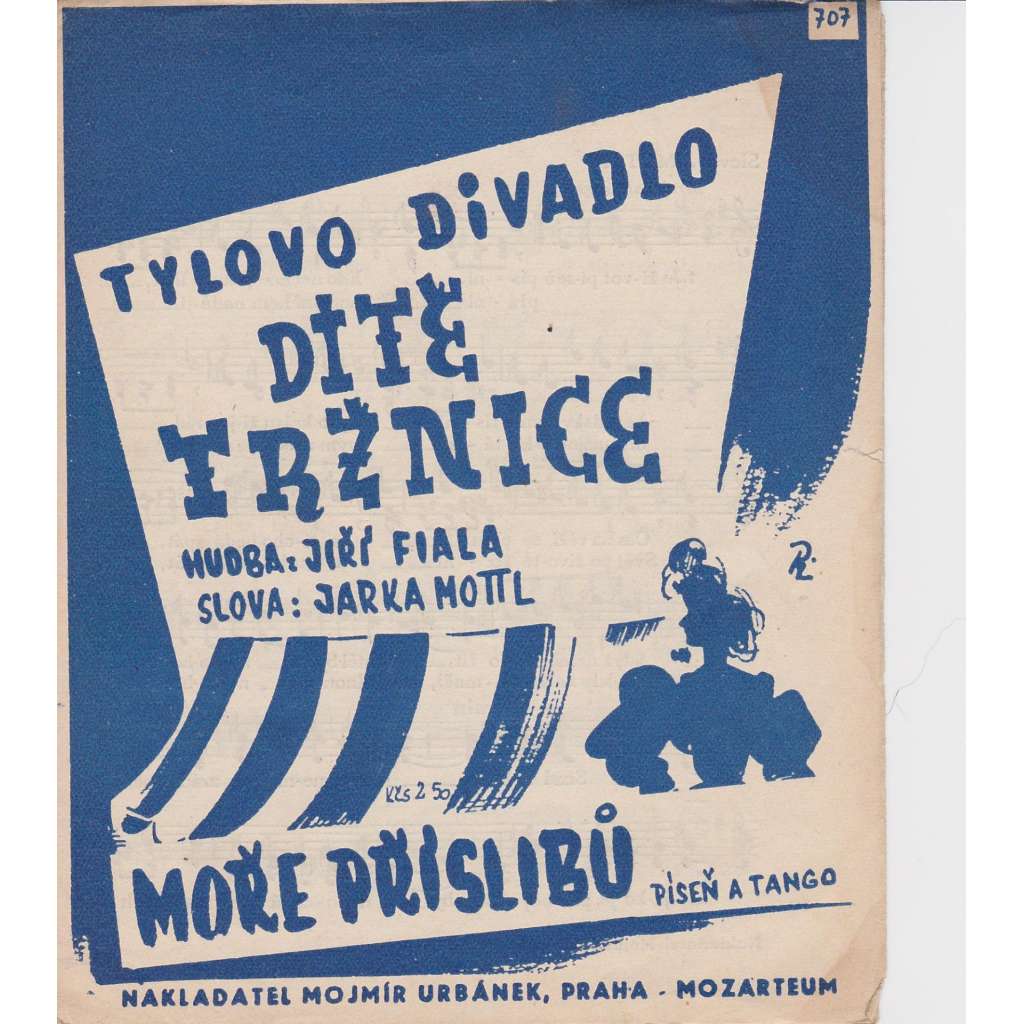 707
TYLOVO DIVADLO
DÍTĚ
TRŽNICE
HUDBA: JIŘÍ FIALA
SLOVA: JARKA MOTTL
Kčs 2 50
MOŘE PŘÍSLIBŮ
PÍSEŇ A TANGO
NAKLADATEL MOJMÍR URBÁNEK, PRAHA - MOZARTEUM